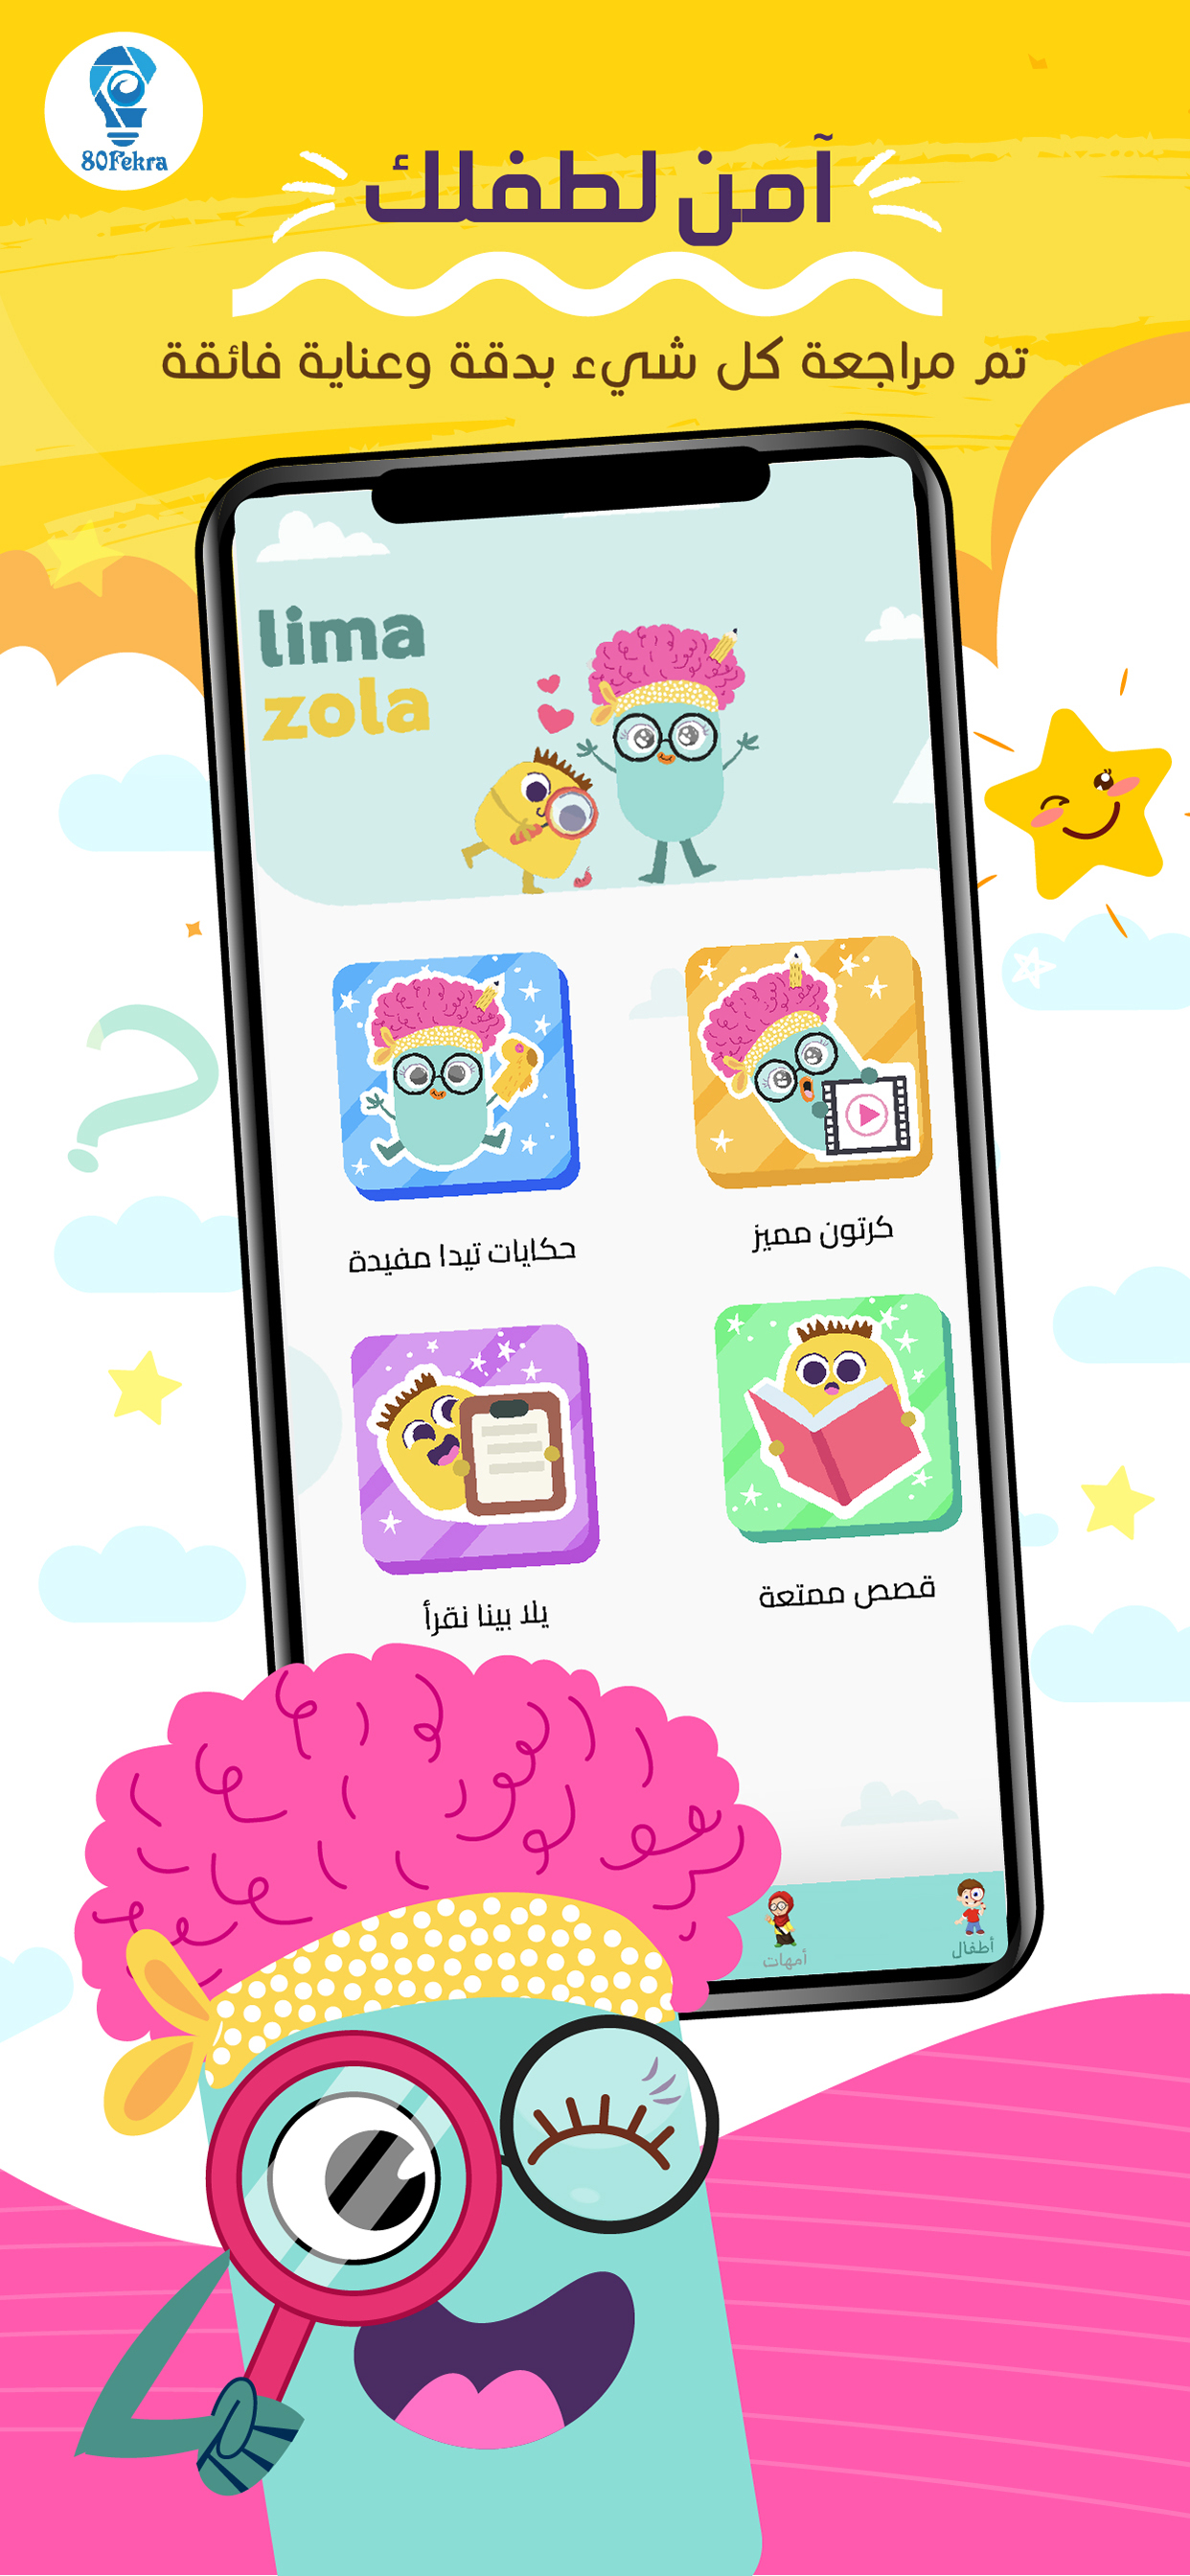 80Fekra
آمن لطفلك
تم مراجعة كل شيء بدقة وعناية فائقة
lima
zola
كرتون مميز
حكايات تيدا مفيدة
قصص ممتعة
يلا بينا نقرأ
أطفال
أمهات